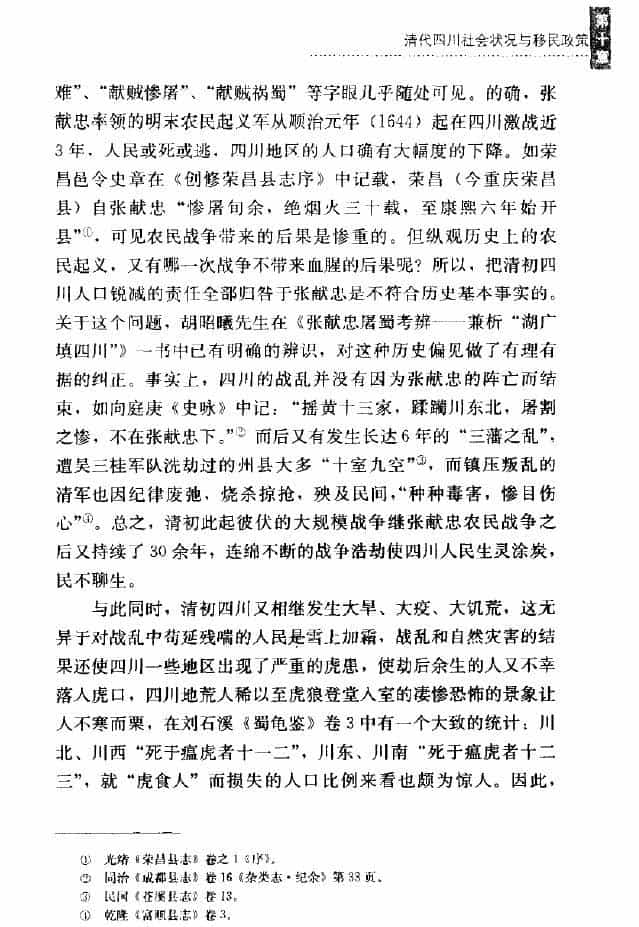 清代四川社会状况与移民政策
第十章
难”、“献贼惨屠”、“献贼祸蜀”等字眼几乎随处可见。的确，张
献忠率领的明末农民起义军从顺治元年（1644）起在四川激战近
3年，人民或死或逃，四川地区的人口确有大幅度的下降。如荣
昌邑令史章在《创修荣昌县志序》中记载，荣昌（今重庆荣昌
县）自张献忠“惨屠旬余，绝烟火三十载，至康熙六年始开
县”①，可见农民战争带来的后果是惨重的。但纵观历史上的农
民起义，又有哪一次战争不带来血腥的后果呢？所以，把清初四
川人口锐减的责任全部归咎于张献忠是不符合历史基本事实的。
关于这个问题，胡昭曦先生在《张献忠屠蜀考辨——兼析“湖广
填四川”》一书中已有明确的辨识，对这种历史偏见做了有理有
据的纠正。事实上，四川的战乱并没有因为张献忠的阵亡而结
束，如向庭庚《史咏》中记：“摇黄十三家，蹂躏川东北，屠割
之惨，不在张献忠下。”② 而后又有发生长达6年的“三藩之乱”，
遭吴三桂军队洗劫过的州县大多“十室九空”③，而镇压叛乱的
清军也因纪律废弛，烧杀掠抢，殃及民间，“种种毒害，惨目伤
心”④。总之，清初此起彼伏的大规模战争继张献忠农民战争之
后又持续了30余年，连绵不断的战争浩劫使四川人民生灵涂炭，
民不聊生。
与此同时，清初四川又相继发生大旱、大疫、大饥荒，这无
异于对战乱中苟延残喘的人民是雪上加霜，战乱和自然灾害的结
果还使四川一些地区出现了严重的虎患，使劫后余生的人又不幸
落入虎口，四川地荒人稀以至虎狼登堂入室的凄惨恐怖的景象让
人不寒而栗，在刘石溪《蜀龟鉴》卷3中有一个大致的统计：川
北、川西“死于瘟虎者十一二”，川东、川南“死于瘟虎者十二
三”，就“虎食人”而损失的人口比例来看也颇为惊人。因此，
① 光绪《荣昌县志》卷之1《序》。
② 同治《成都县志》卷16《杂类志·纪余》第33页。
③ 民国《苍溪县志》卷13。
④ 乾隆《富顺县志》卷3。